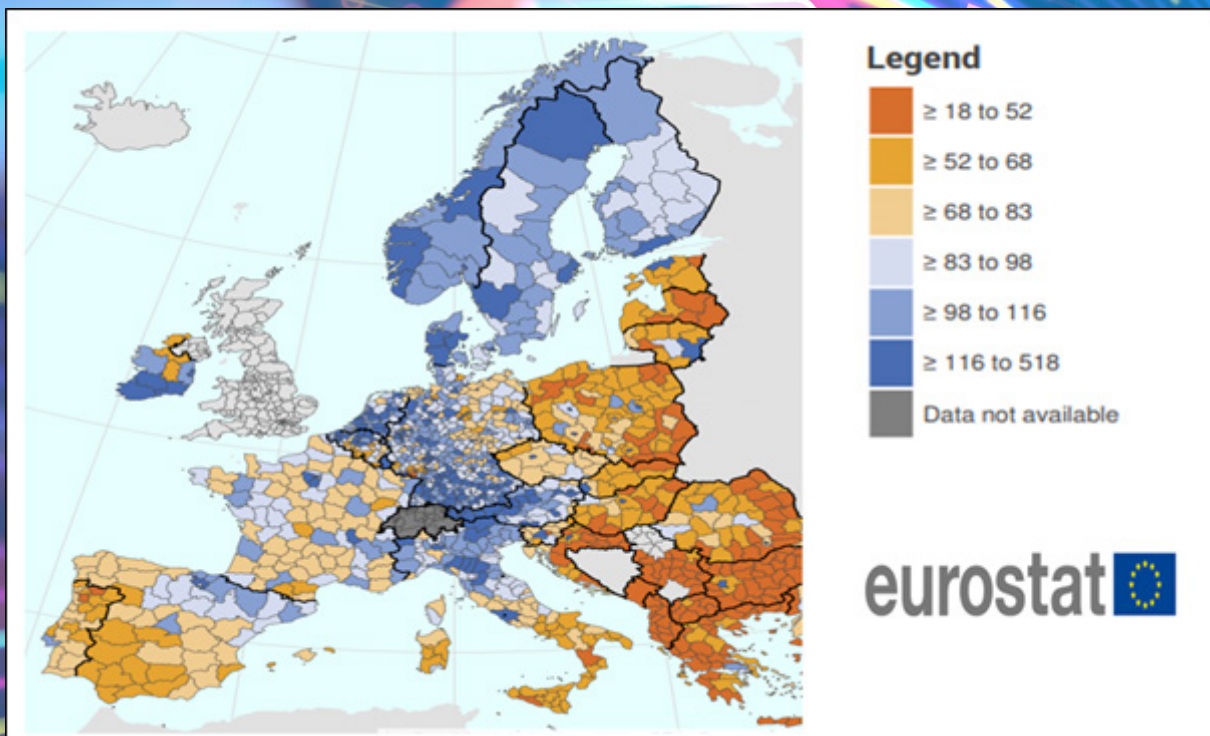 Legend
≥ 18 to 52
≥ 52 to 68
≥ 68 to 83
≥ 83 to 98
≥ 98 to 116
≥ 116 to 518
Data not available
eurostat